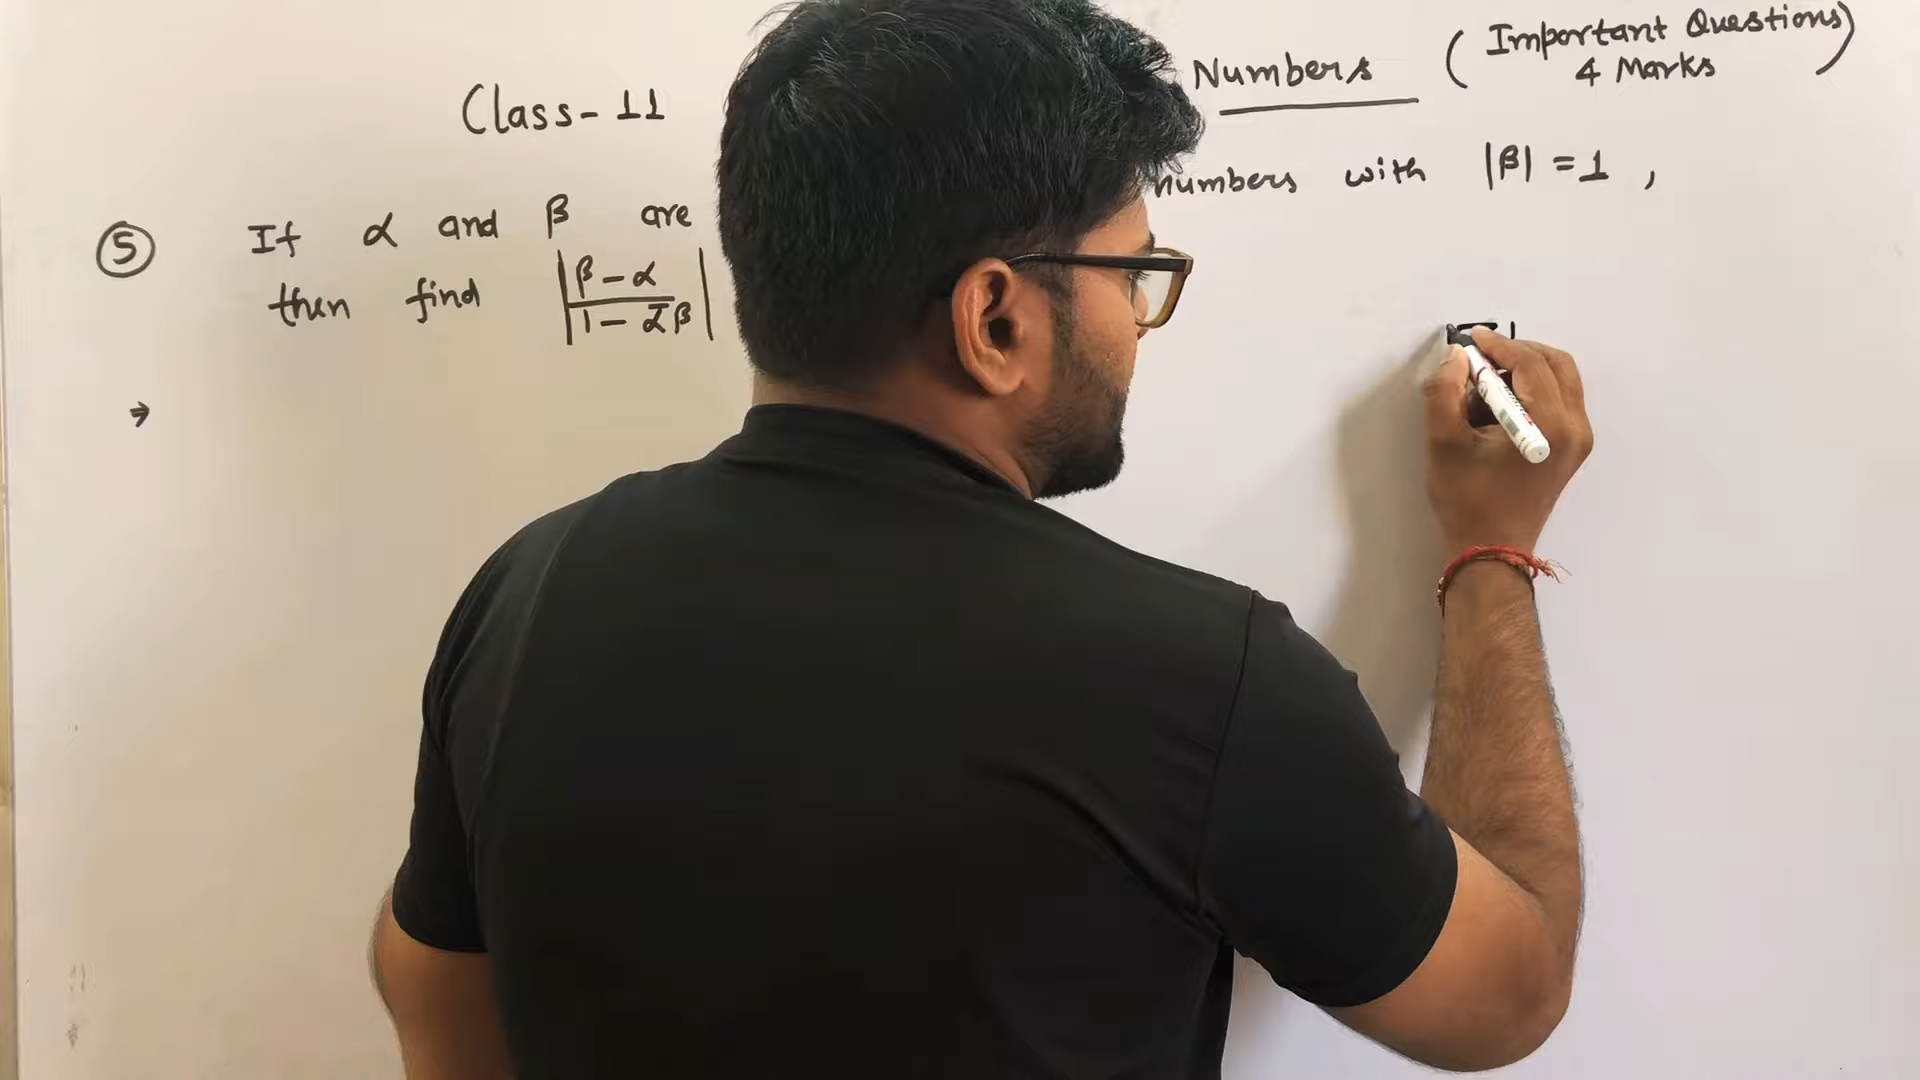 Class-11 Numbers (Important Questions) 4 Marks
⑤ If α and β are numbers with |β| = 1,
then find |β-α / 1-ᾱβ|
⇒